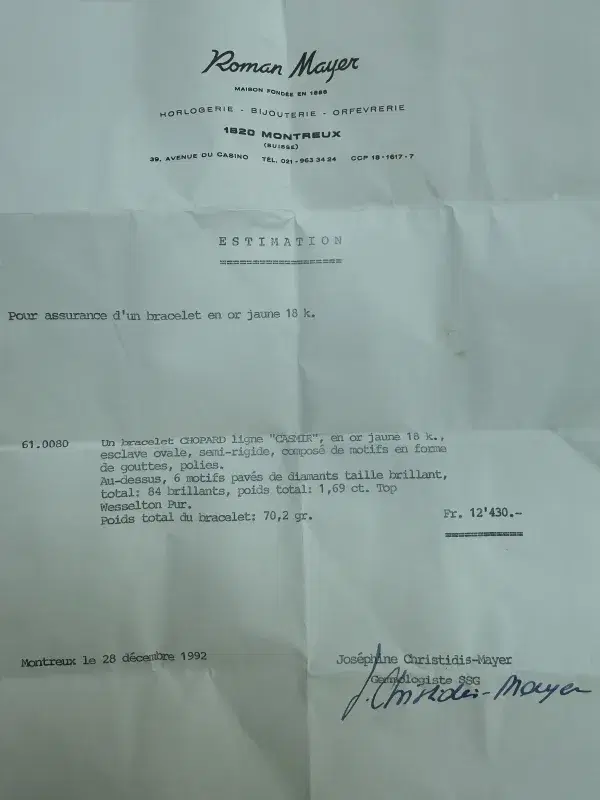 Roman Mayer
MAISON FONDÉE EN 1888
HORLOGERIE - BIJOUTERIE - ORFEVRERIE
1820 MONTREUX
(SUISSE)
39, AVENUE DU CASINO TÉL. 021 - 963 34 24 CCP 18-1617-7
ESTIMATION
==================
Pour assurance d'un bracelet en or jaune 18 k.
61.0080 Un bracelet CHOPARD ligne "CASMIR", en or jaune 18 k.,
esclave ovale, semi-rigide, composé de motifs en forme
de gouttes, polies.
Au-dessus, 6 motifs pavés de diamants taille brillant,
total: 84 brillants, poids total: 1,69 ct. Top
Wesselton Pur.
Poids total du bracelet: 70,2 gr. Fr. 12'430.-
============
Montreux le 28 décembre 1992 Joséphine Christidis-Mayer
Gemmologiste SSG
J. Christidis-Mayer